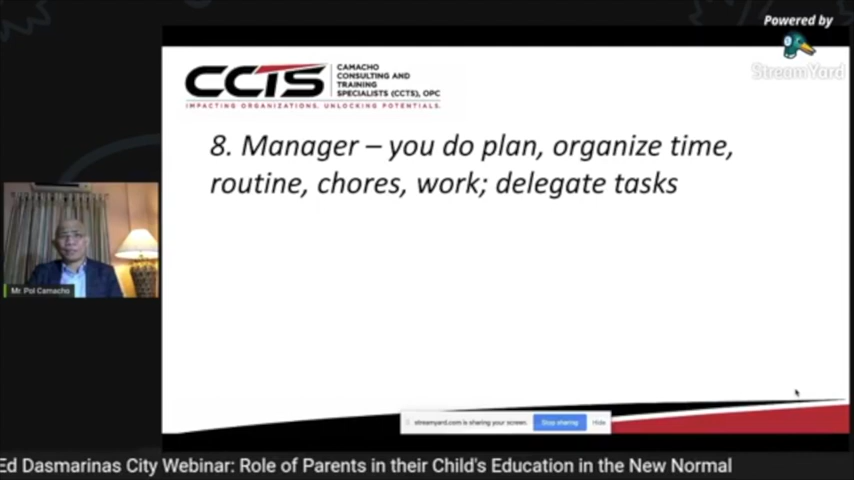 Powered by
StreamYard
CCTS
CAMACHO
CONSULTING AND
TRAINING
SPECIALISTS (CCTS), OPC
IMPACTING ORGANIZATIONS. UNLOCKING POTENTIALS.
8. Manager – you do plan, organize time,
routine, chores, work; delegate tasks
Mr. Pol Camacho
streamyard.com is sharing your screen. Stop sharing Hide
Ed Dasmarinas City Webinar: Role of Parents in their Child's Education in the New Normal